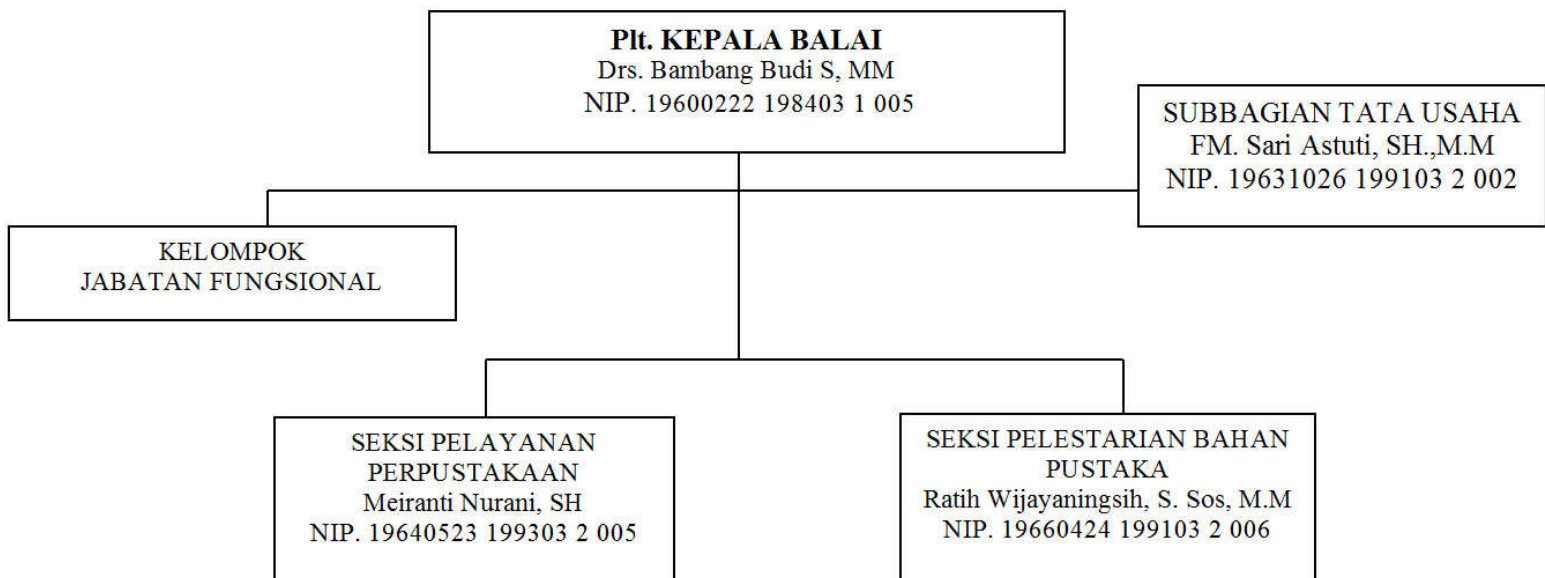 Plt. KEPALA BALAI
Drs. Bambang Budi S, MM
NIP. 19600222 198403 1 005
SUBBAGIAN TATA USAHA
FM. Sari Astuti, SH.,M.M
NIP. 19631026 199103 2 002
KELOMPOK
JABATAN FUNGSIONAL
SEKSI PELAYANAN
PERPUSTAKAAN
Meiranti Nurani, SH
NIP. 19640523 199303 2 005
SEKSI PELESTARIAN BAHAN
PUSTAKA
Ratih Wijayaningsih, S. Sos, M.M
NIP. 19660424 199103 2 006